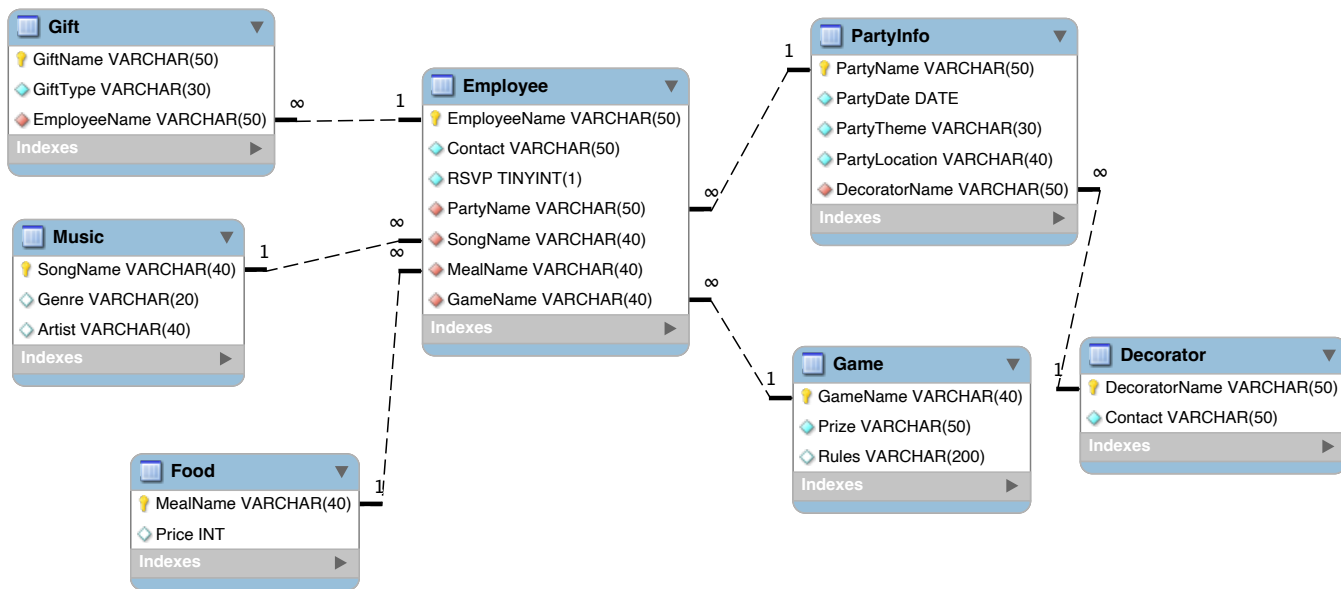 Gift
GiftName VARCHAR(50)
GiftType VARCHAR(30)
EmployeeName VARCHAR(50)
Indexes
∞
1
Music
SongName VARCHAR(40)
Genre VARCHAR(20)
Artist VARCHAR(40)
Indexes
1
∞
Food
MealName VARCHAR(40)
Price INT
Indexes
1
∞
Employee
EmployeeName VARCHAR(50)
Contact VARCHAR(50)
RSVP TINYINT(1)
PartyName VARCHAR(50)
SongName VARCHAR(40)
MealName VARCHAR(40)
GameName VARCHAR(40)
Indexes
∞
1
∞
1
PartyInfo
PartyName VARCHAR(50)
PartyDate DATE
PartyTheme VARCHAR(30)
PartyLocation VARCHAR(40)
DecoratorName VARCHAR(50)
Indexes
∞
1
Game
GameName VARCHAR(40)
Prize VARCHAR(50)
Rules VARCHAR(200)
Indexes
Decorator
DecoratorName VARCHAR(50)
Contact VARCHAR(50)
Indexes